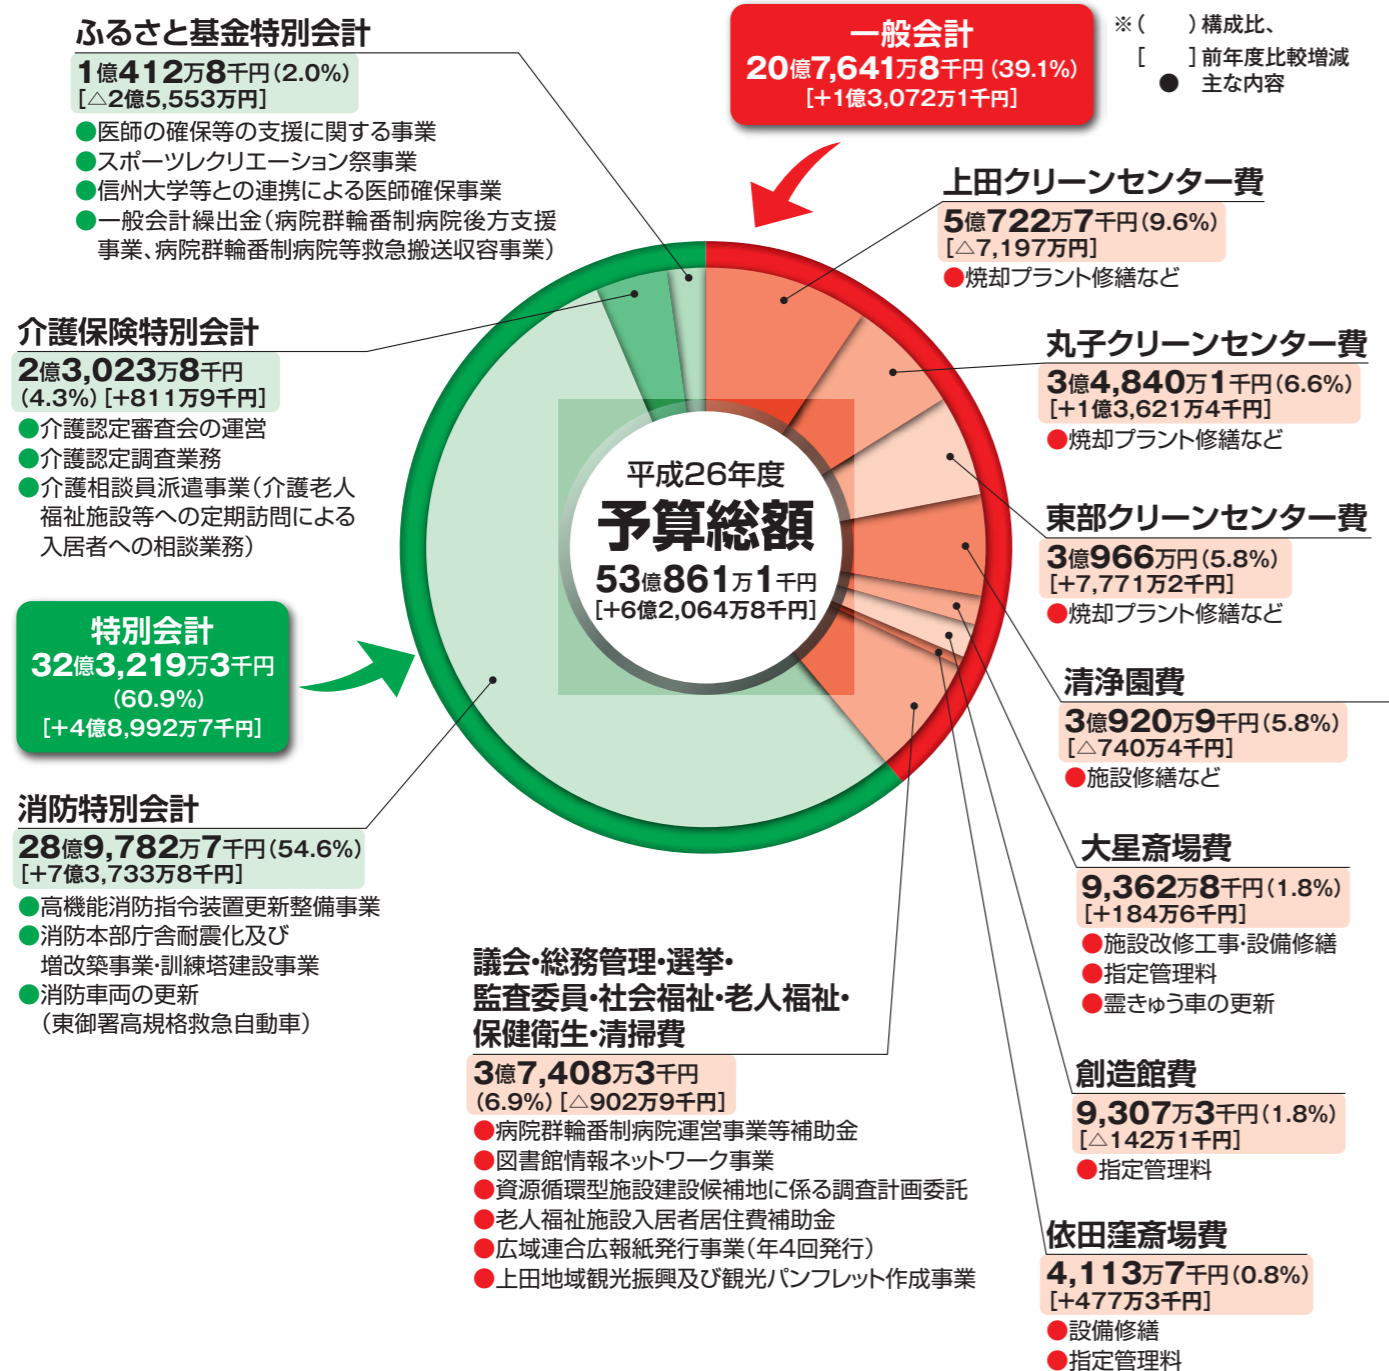 ふるさと基金特別会計
1億412万8千円(2.0%)
[△2億5,553万円]
●医師の確保等の支援に関する事業
●スポーツレクリエーション祭事業
●信州大学等との連携による医師確保事業
●一般会計繰出金(病院群輪番制病院後方支援
事業、病院群輪番制病院等救急搬送収容事業)
一般会計
20億7,641万8千円(39.1%)
[+1億3,072万1千円]
※( )構成比、
[ ]前年度比較増減
● 主な内容
上田クリーンセンター費
5億722万7千円(9.6%)
[△7,197万円]
●焼却プラント修繕など
丸子クリーンセンター費
3億4,840万1千円(6.6%)
[+1億3,621万4千円]
●焼却プラント修繕など
東部クリーンセンター費
3億966万円(5.8%)
[+7,771万2千円]
●焼却プラント修繕など
清浄園費
3億920万9千円(5.8%)
[△740万4千円]
●施設修繕など
大星斎場費
9,362万8千円(1.8%)
[+184万6千円]
●施設改修工事・設備修繕
●指定管理料
●霊きゅう車の更新
創造館費
9,307万3千円(1.8%)
[△142万1千円]
●指定管理料
依田窪斎場費
4,113万7千円(0.8%)
[+477万3千円]
●設備修繕
●指定管理料
介護保険特別会計
2億3,023万8千円
(4.3%)[+811万9千円]
●介護認定審査会の運営
●介護認定調査業務
●介護相談員派遣事業(介護老人
福祉施設等への定期訪問による
入居者への相談業務)
平成26年度
予算総額
53億861万1千円
[+6億2,064万8千円]
特別会計
32億3,219万3千円
(60.9%)
[+4億8,992万7千円]
消防特別会計
28億9,782万7千円(54.6%)
[+7億3,733万8千円]
●高機能消防指令装置更新整備事業
●消防本部庁舎耐震化及び
増改築事業・訓練塔建設事業
●消防車両の更新
(東御署高規格救急自動車)
議会・総務管理・選挙・
監査委員・社会福祉・老人福祉・
保健衛生・清掃費
3億7,408万3千円
(6.9%)[△902万9千円]
●病院群輪番制病院運営事業等補助金
●図書館情報ネットワーク事業
●資源循環型施設建設候補地に係る調査計画委託
●老人福祉施設入居者居住費補助金
●広域連合広報紙発行事業(年4回発行)
●上田地域観光振興及び観光パンフレット作成事業